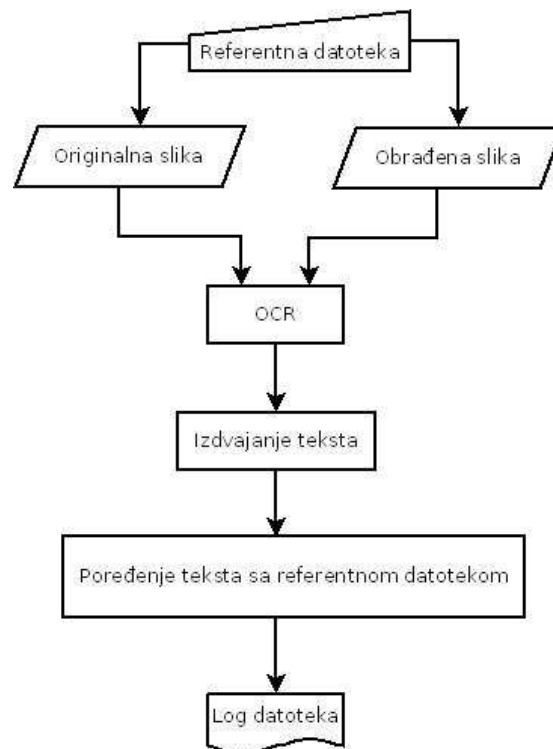 Referentna datoteka
Originalna slika
Obrađena slika
OCR
Izdvajanje teksta
Poređenje teksta sa referentnom datotekom
Log datoteka